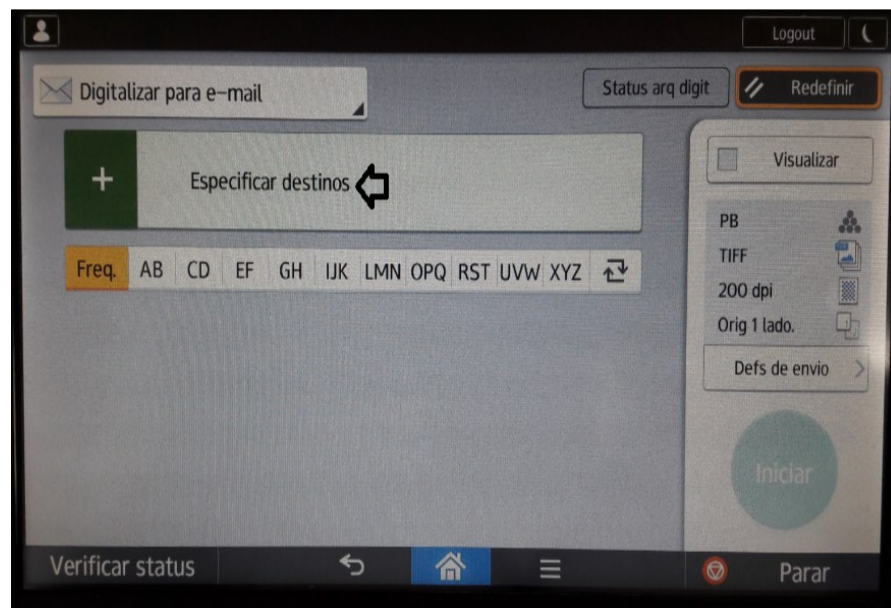 Logout
Digitalizar para e-mail
Status arq digit
Redefinir
+ Especificar destinos
Visualizar
Freq. AB CD EF GH IJK LMN OPQ RST UVW XYZ
PB
TIFF
200 dpi
Orig 1 lado.
Defs de envio >
Iniciar
Verificar status
Parar